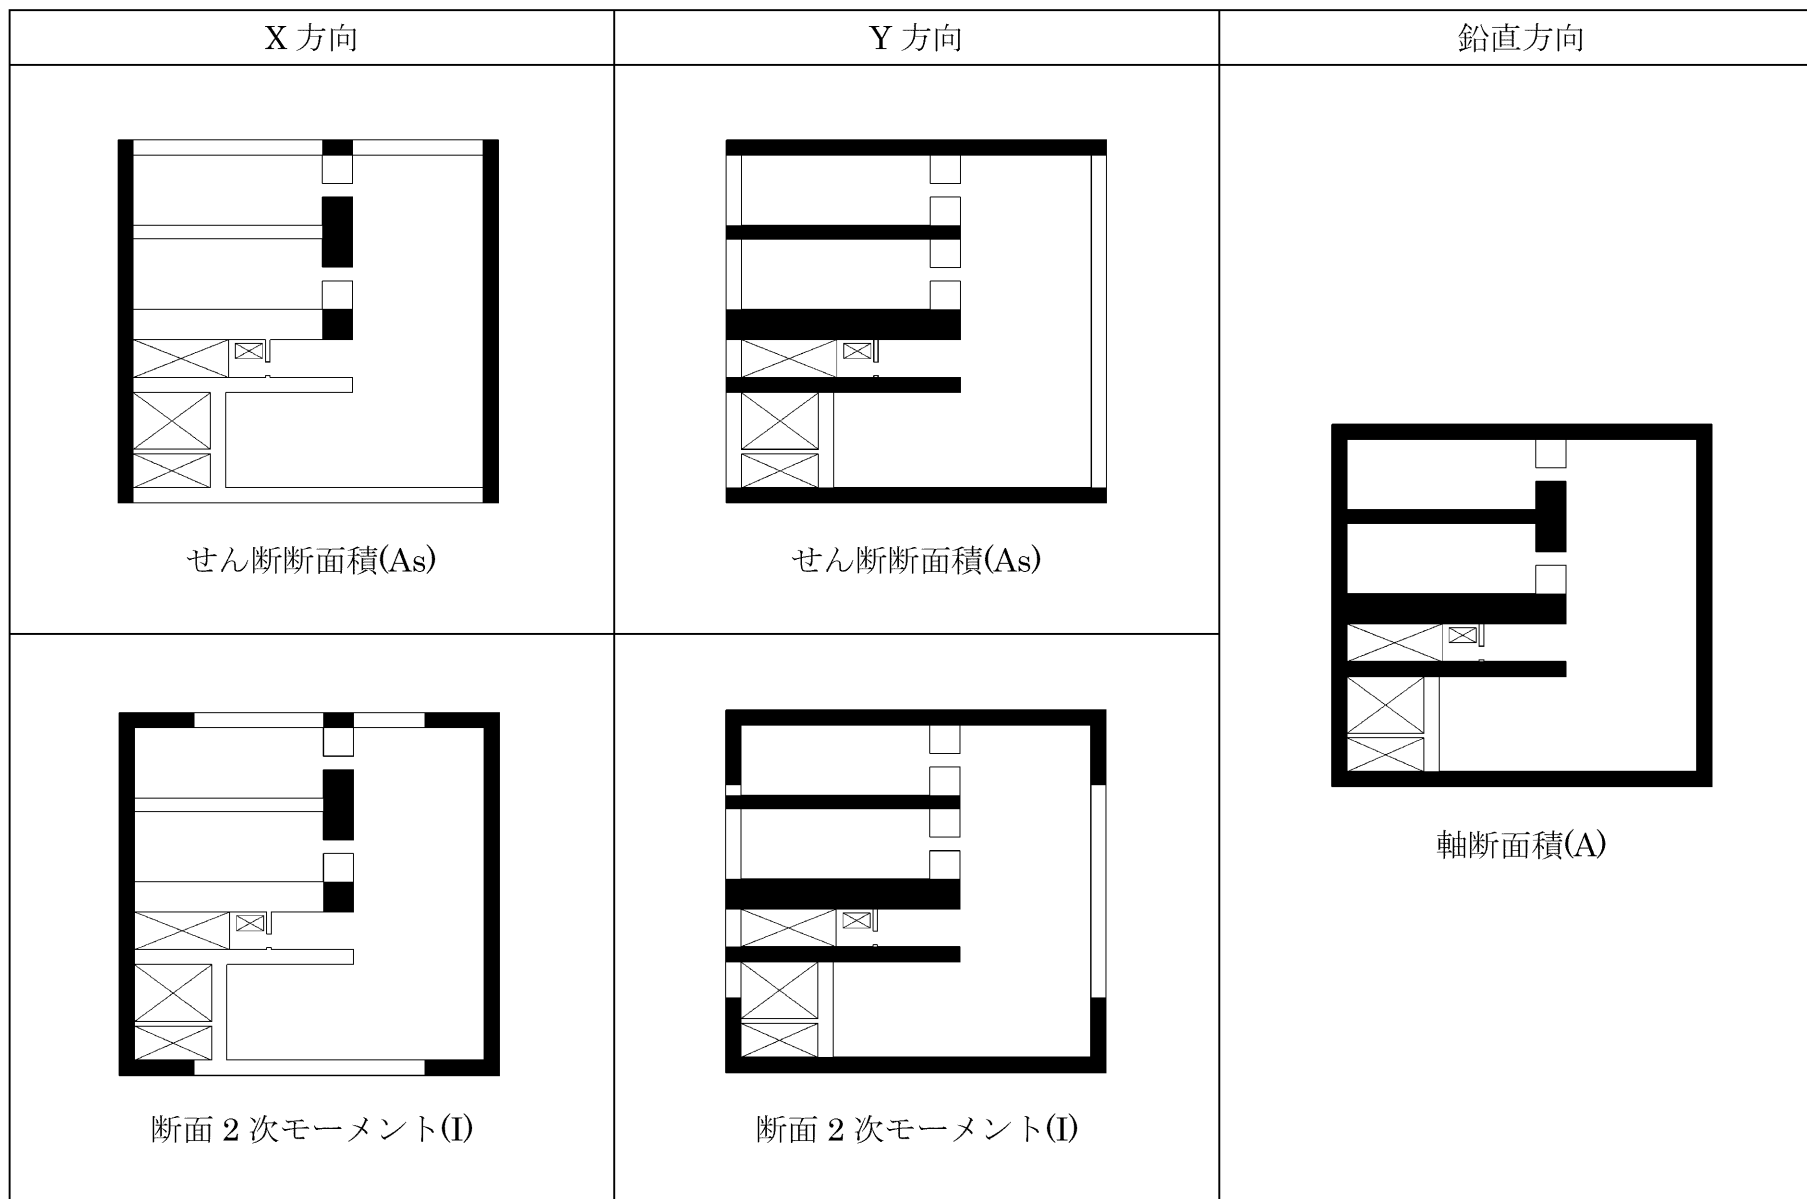 X 方向
Y 方向
鉛直方向
せん断断面積(As)
せん断断面積(As)
軸断面積(A)
断面 2 次モーメント(I)
断面 2 次モーメント(I)